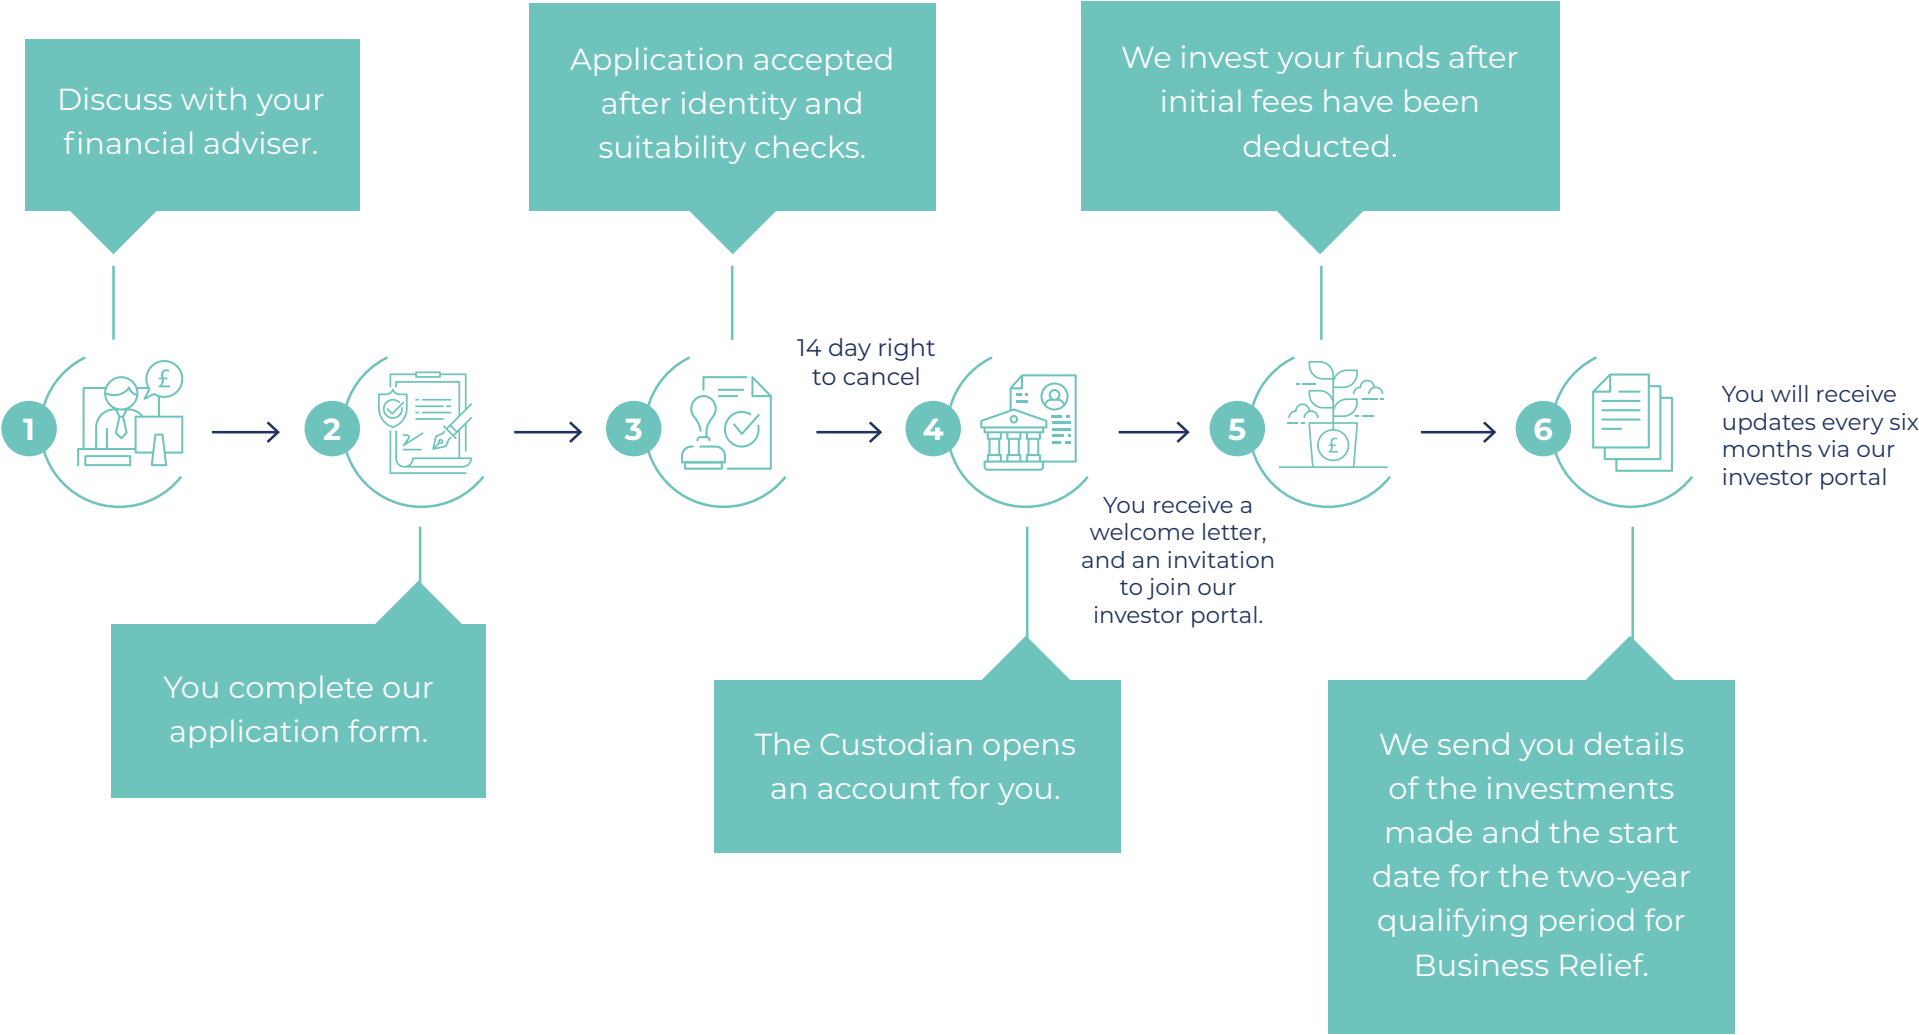 Discuss with your
financial adviser.
Application accepted
after identity and
suitability checks.
We invest your funds after
initial fees have been
deducted.
1
£
2
3
14 day right
to cancel
4
5
£
6
You will receive
updates every six
months via our
investor portal
You receive a
welcome letter,
and an invitation
to join our
investor portal.
You complete our
application form.
The Custodian opens
an account for you.
We send you details
of the investments
made and the start
date for the two-year
qualifying period for
Business Relief.